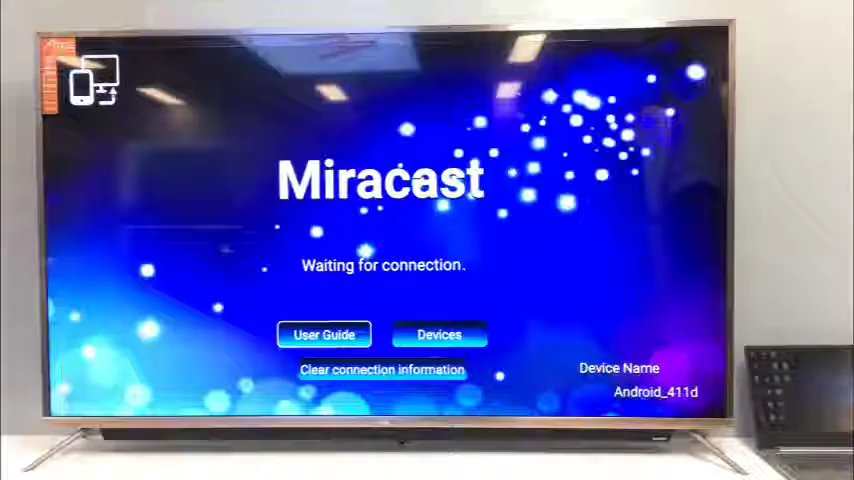 Miracast
Waiting for connection.
User Guide
Devices
Clear connection information
Device Name
Android_411d